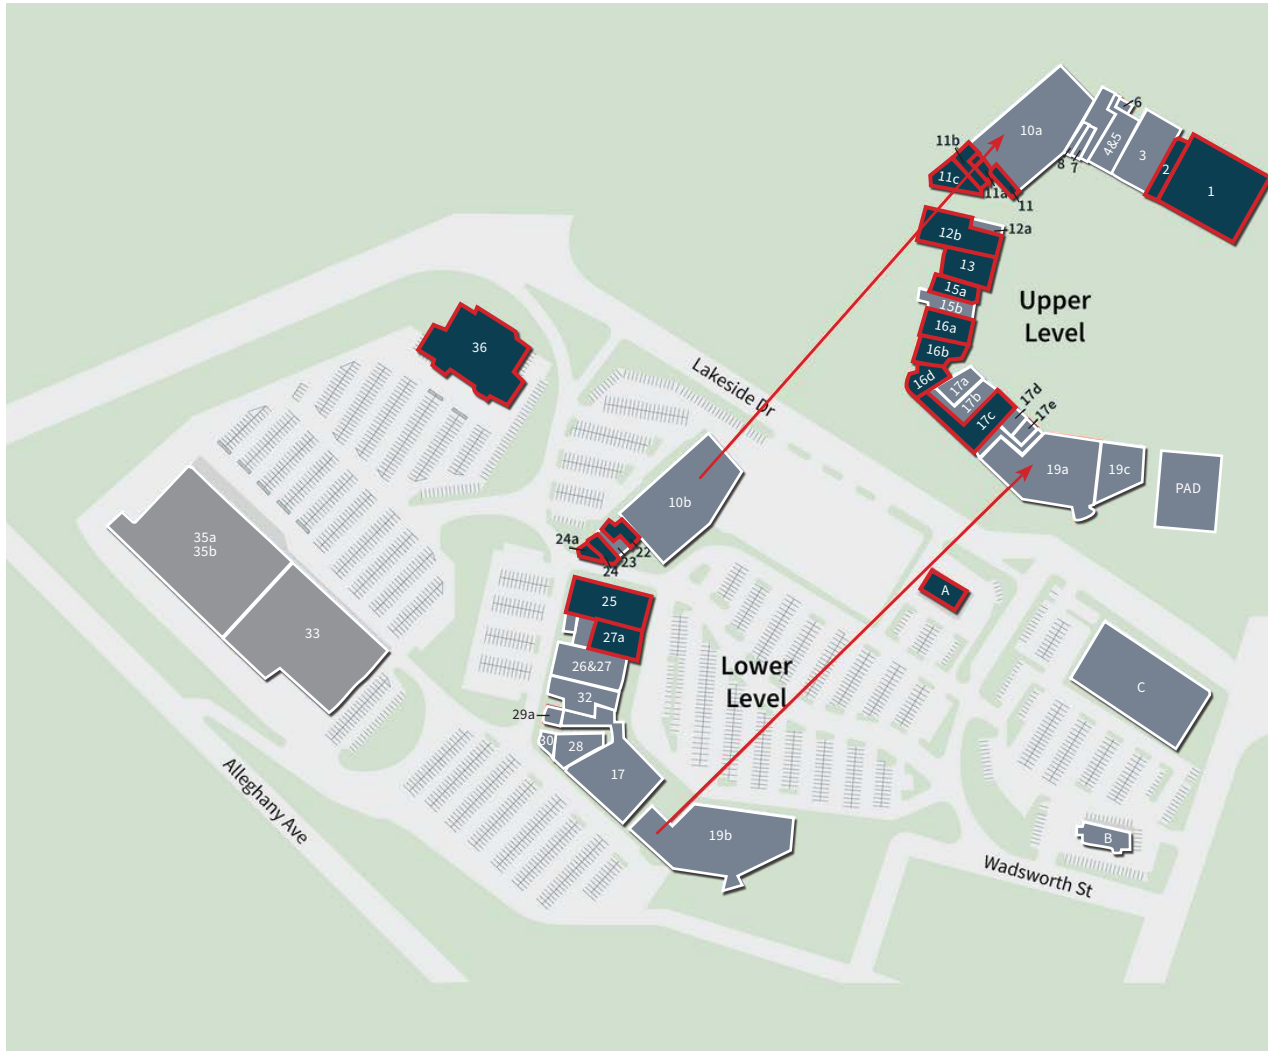 6
10a
4&5
3
8
7
2
1
11b
11c
11a
11
12b
12a
13
15a
15b
16a
16b
16d
17a
17b
17c
17d
17e
Upper
Level
19a
19c
PAD
36
Lakeside Dr
10b
24a
22
23
24
35a
35b
33
25
27a
26&27
32
29a
30
28
17
19b
Lower
Level
A
C
B
Alleghany Ave
Wadsworth St